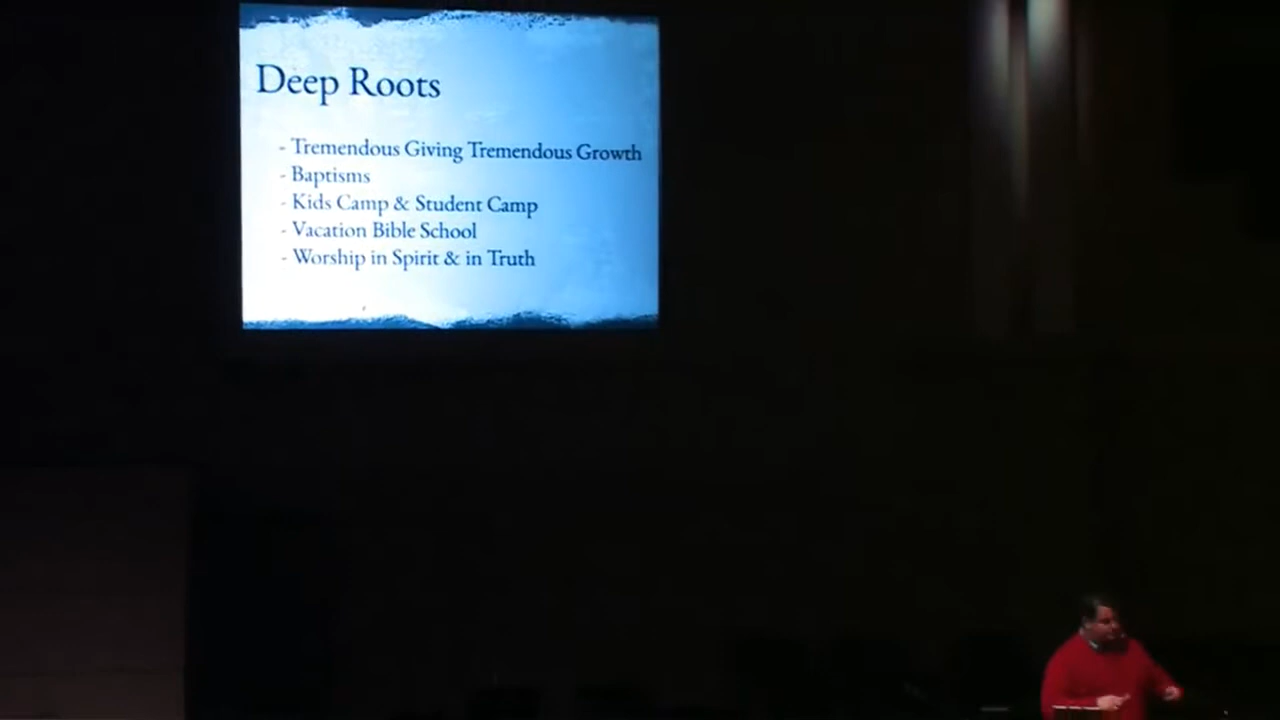 Deep Roots
- Tremendous Giving Tremendous Growth
- Baptisms
- Kids Camp & Student Camp
- Vacation Bible School
- Worship in Spirit & in Truth